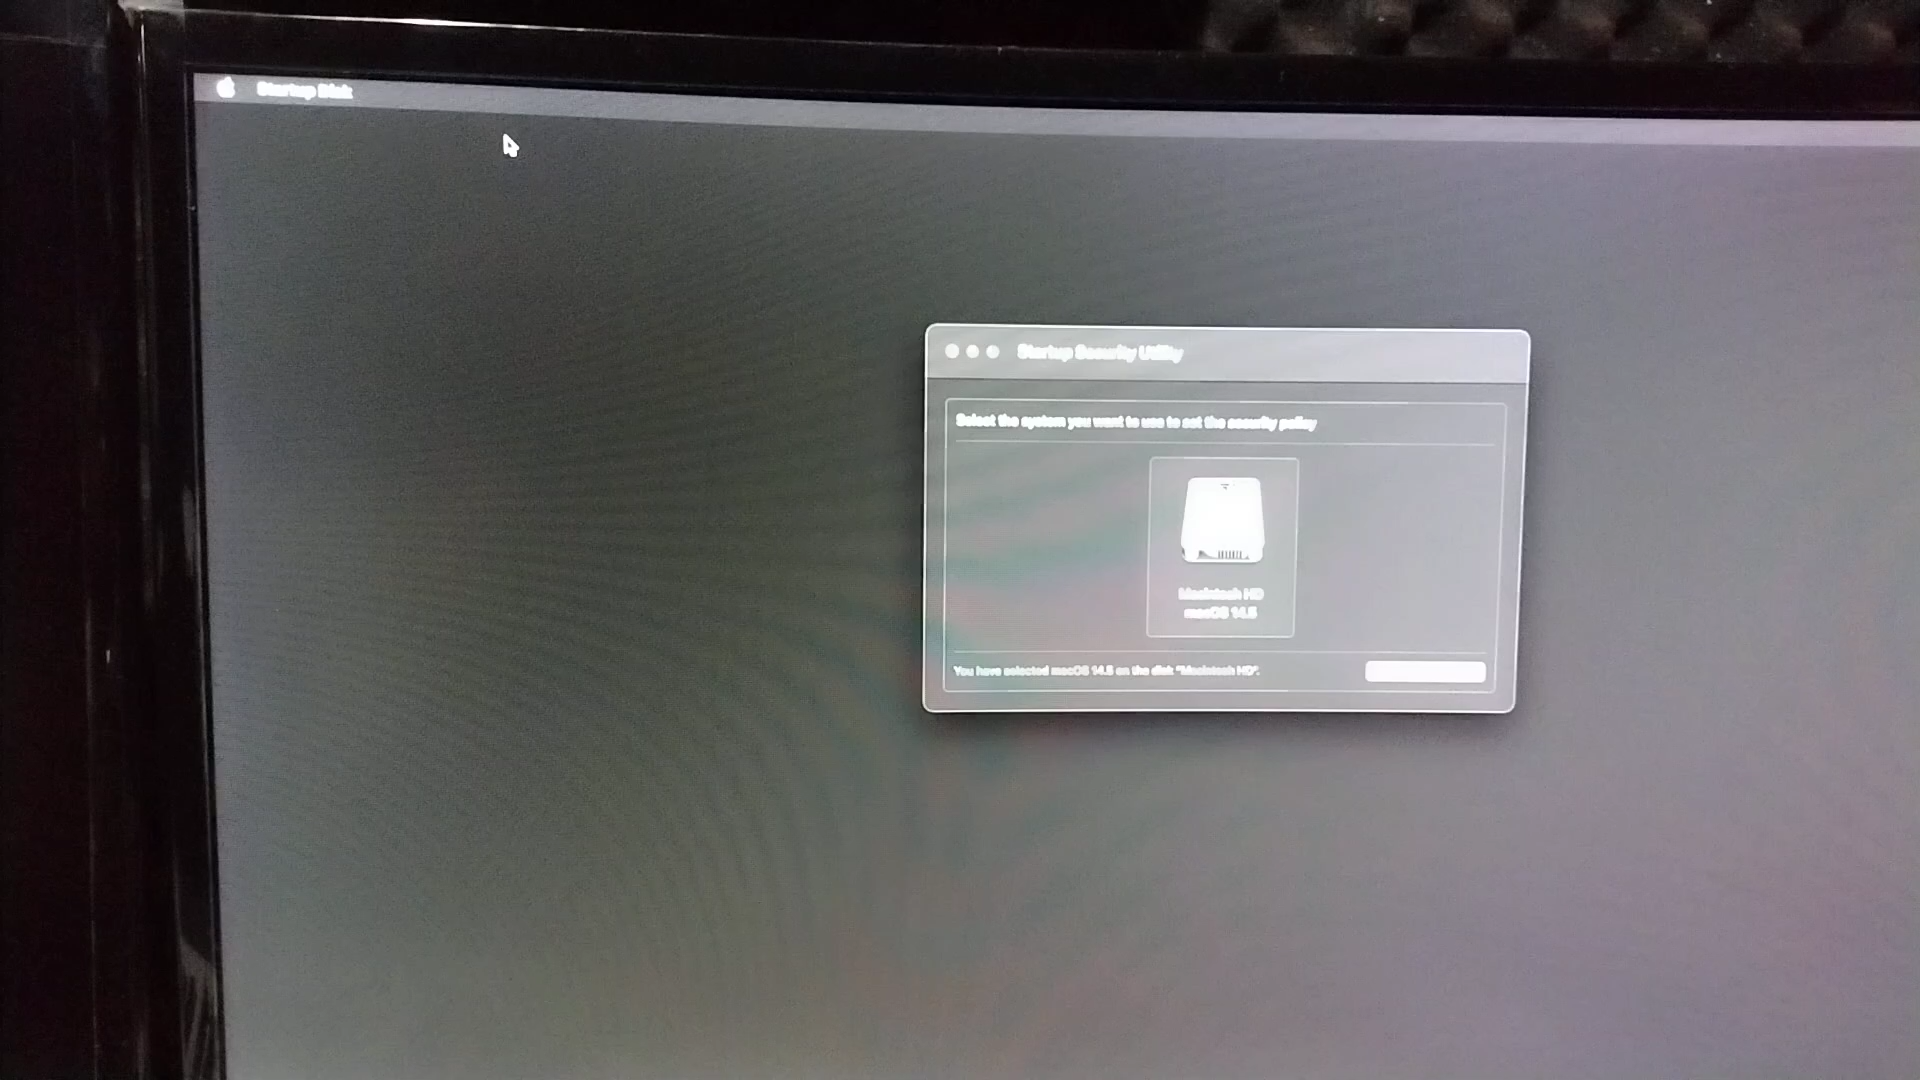 Startup Disk
Startup Security Utility
Select the system you want to use to set the security policy
Macintosh HD
macOS 14.5
You have selected macOS 14.5 on the disk "Macintosh HD".